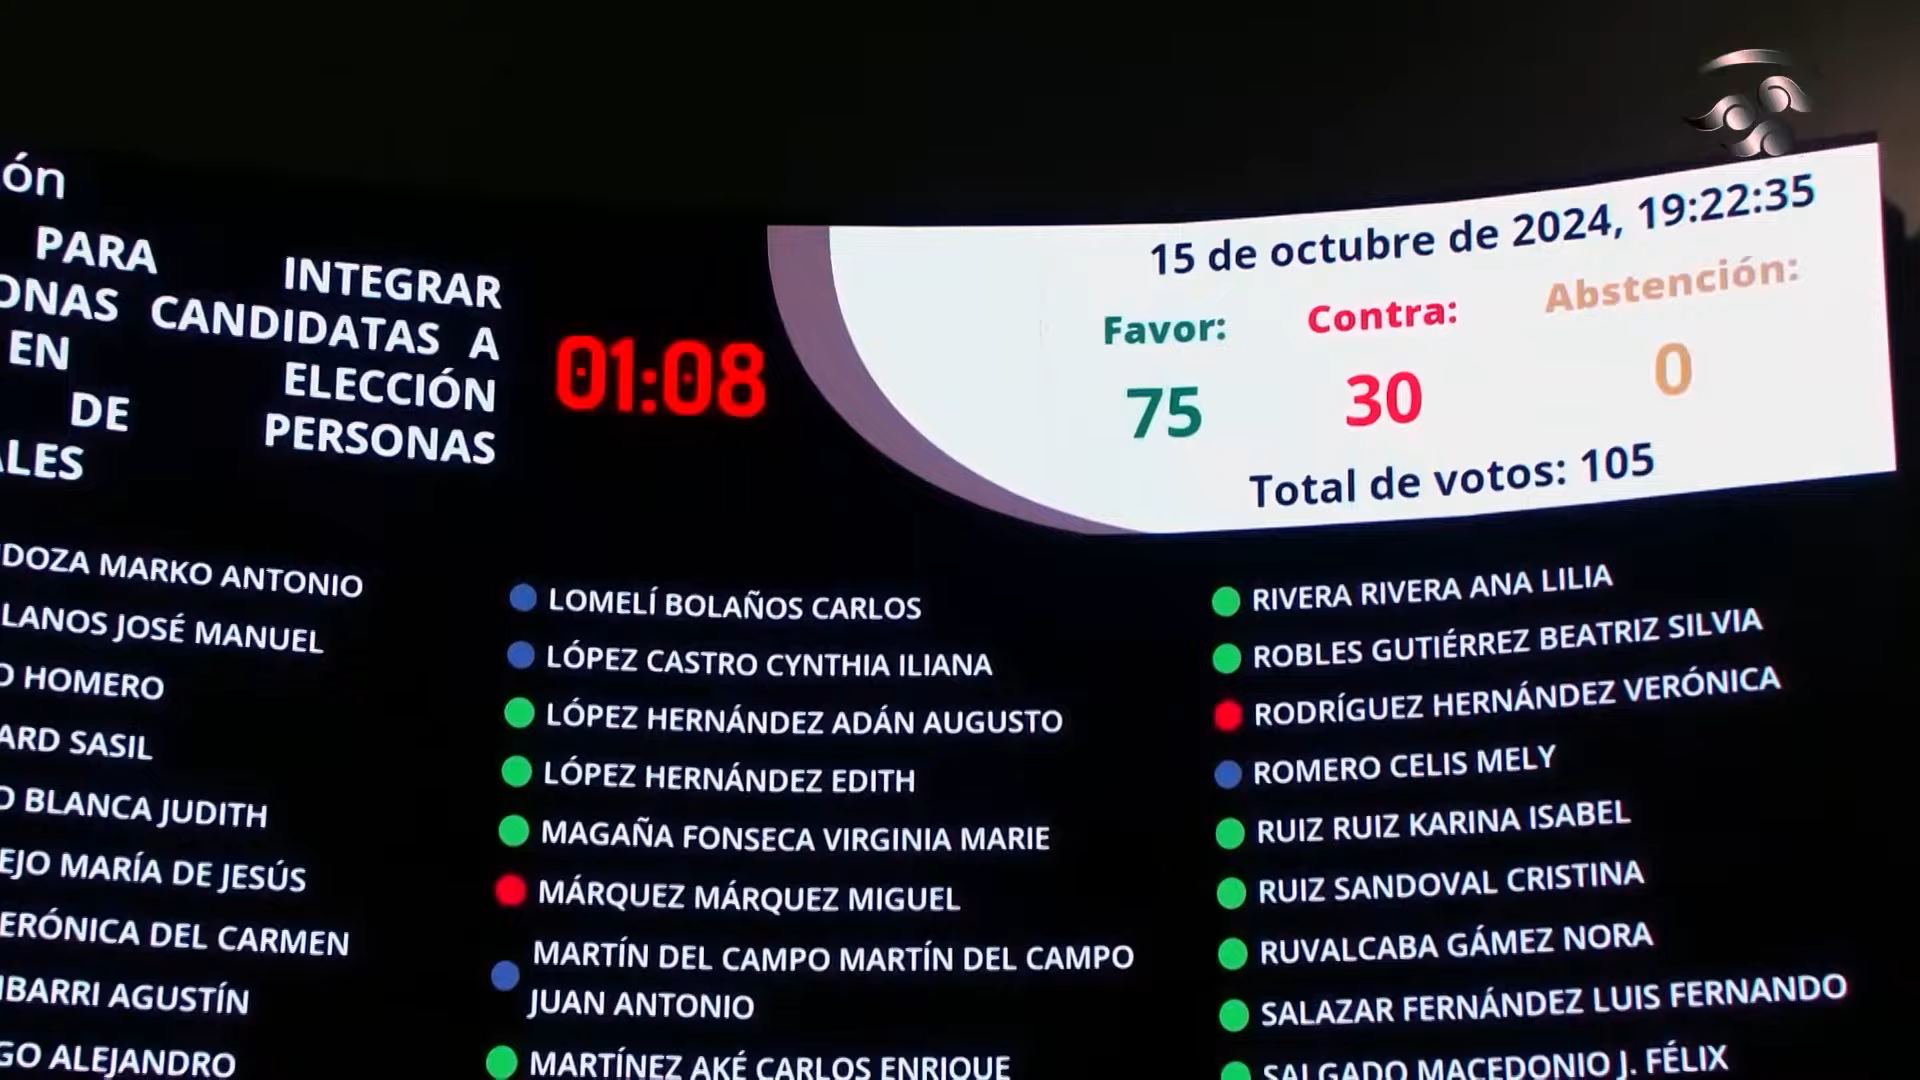 ón
PARA INTEGRAR
ONAS CANDIDATAS A
EN ELECCIÓN
DE PERSONAS
ALES
01:08
15 de octubre de 2024, 19:22:35
Favor: Contra: Abstención:
75 30 0
Total de votos: 105
DOZA MARKO ANTONIO
LANOS JOSÉ MANUEL
O HOMERO
ARD SASIL
O BLANCA JUDITH
EJO MARÍA DE JESÚS
ERÓNICA DEL CARMEN
IBARRI AGUSTÍN
GO ALEJANDRO
LOMELÍ BOLAÑOS CARLOS
LÓPEZ CASTRO CYNTHIA ILIANA
LÓPEZ HERNÁNDEZ ADÁN AUGUSTO
LÓPEZ HERNÁNDEZ EDITH
MAGAÑA FONSECA VIRGINIA MARIE
MÁRQUEZ MÁRQUEZ MIGUEL
MARTÍN DEL CAMPO MARTÍN DEL CAMPO
JUAN ANTONIO
MARTÍNEZ AKÉ CARLOS ENRIQUE
RIVERA RIVERA ANA LILIA
ROBLES GUTIÉRREZ BEATRIZ SILVIA
RODRÍGUEZ HERNÁNDEZ VERÓNICA
ROMERO CELIS MELY
RUIZ RUIZ KARINA ISABEL
RUIZ SANDOVAL CRISTINA
RUVALCABA GÁMEZ NORA
SALAZAR FERNÁNDEZ LUIS FERNANDO
SALGADO MACEDONIO J. FÉLIX